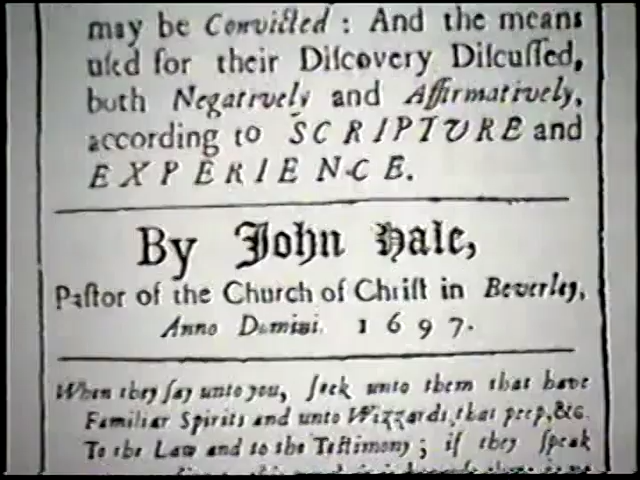 may be Convicted: And the means
uſed for their Diſcovery Diſcuſſed,
both Negatively and Affirmatively,
according to SCRIPTURE and
EXPERIENCE.
By John Hale,
Paſtor of the Church of Chriſt in Beverley,
Anno Domini 1697.
When they ſay unto you, ſeek unto them that have
Familiar Spirits and unto Wizzards, that peep, &c.
To the Law and to the Teſtimony; if they ſpeak